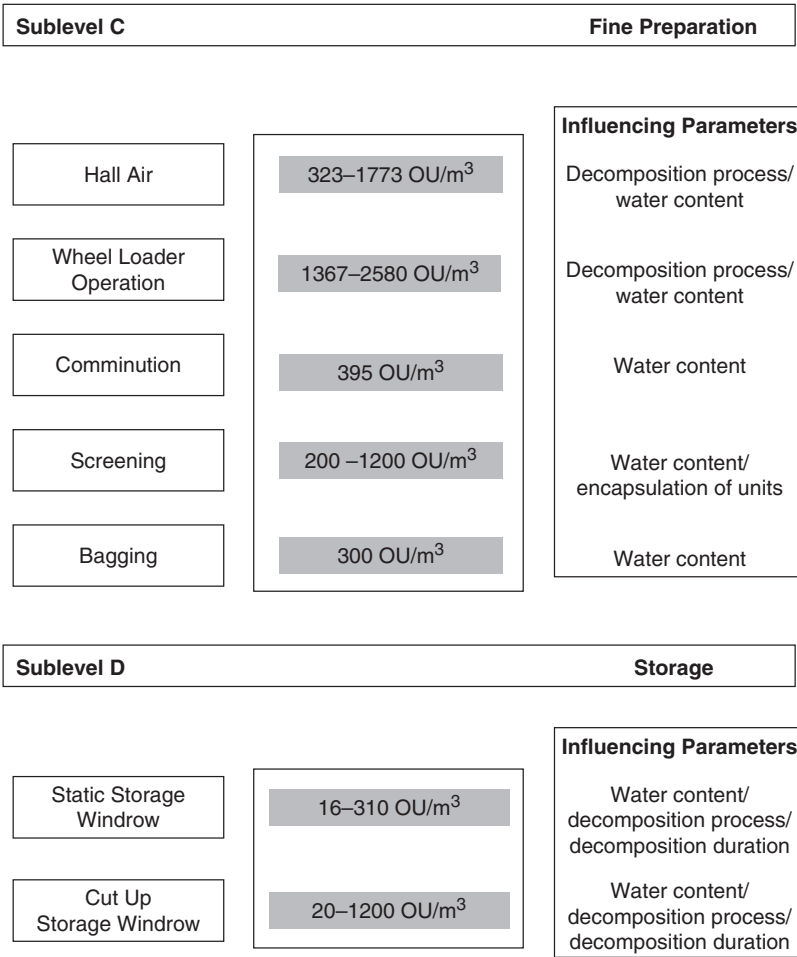 Sublevel C Fine Preparation
Influencing Parameters
Hall Air
323–1773 OU/m³
Decomposition process/
water content
Wheel Loader
Operation
1367–2580 OU/m³
Decomposition process/
water content
Comminution
395 OU/m³
Water content
Screening
200 –1200 OU/m³
Water content/
encapsulation of units
Bagging
300 OU/m³
Water content
Sublevel D Storage
Influencing Parameters
Static Storage
Windrow
16–310 OU/m³
Water content/
decomposition process/
decomposition duration
Cut Up
Storage Windrow
20–1200 OU/m³
Water content/
decomposition process/
decomposition duration